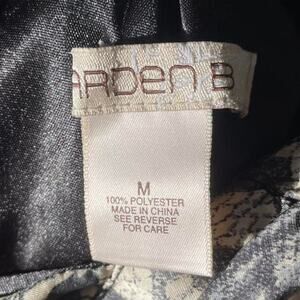 ARDEN B
M
100% POLYESTER
MADE IN CHINA
SEE REVERSE
FOR CARE